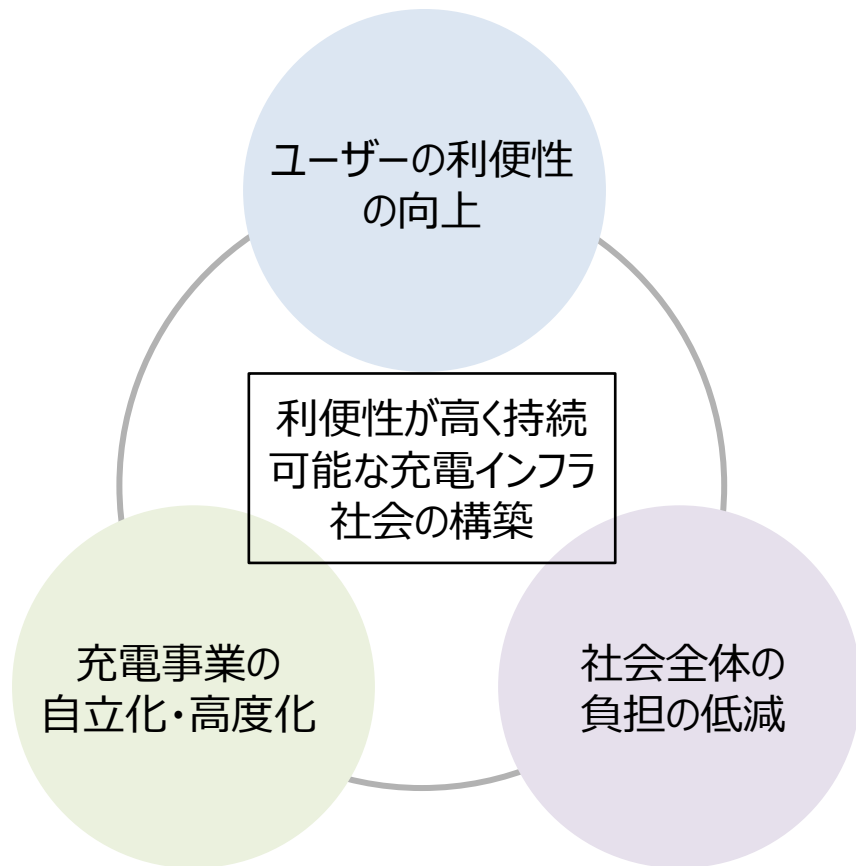 ユーザーの利便性
の向上
利便性が高く持続
可能な充電インフラ
社会の構築
充電事業の
自立化・高度化
社会全体の
負担の低減